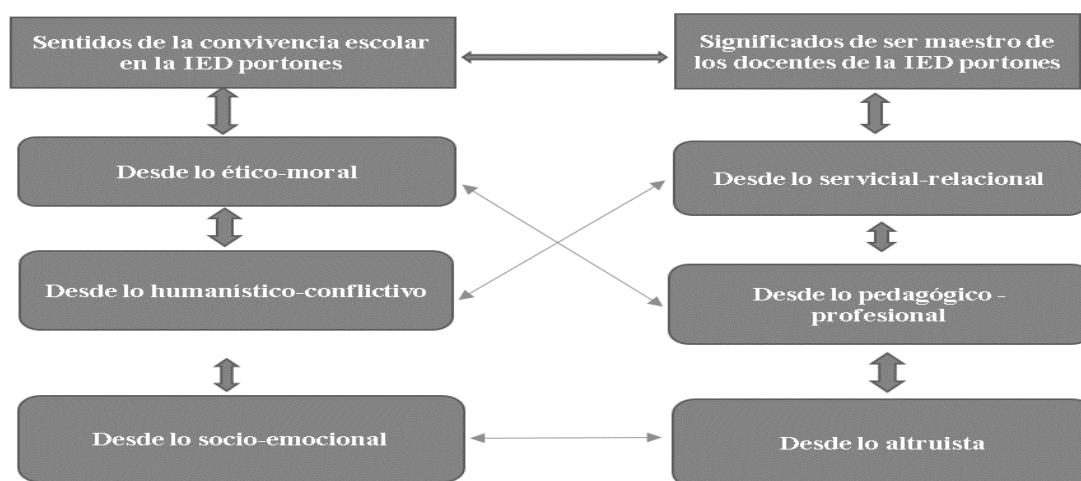 Sentidos de la convivencia escolar
en la IED portones
Significados de ser maestro de
los docentes de la IED portones
Desde lo ético-moral
Desde lo servicial-relacional
Desde lo humanístico-conflictivo
Desde lo pedagógico -
profesional
Desde lo socio-emocional
Desde lo altruista